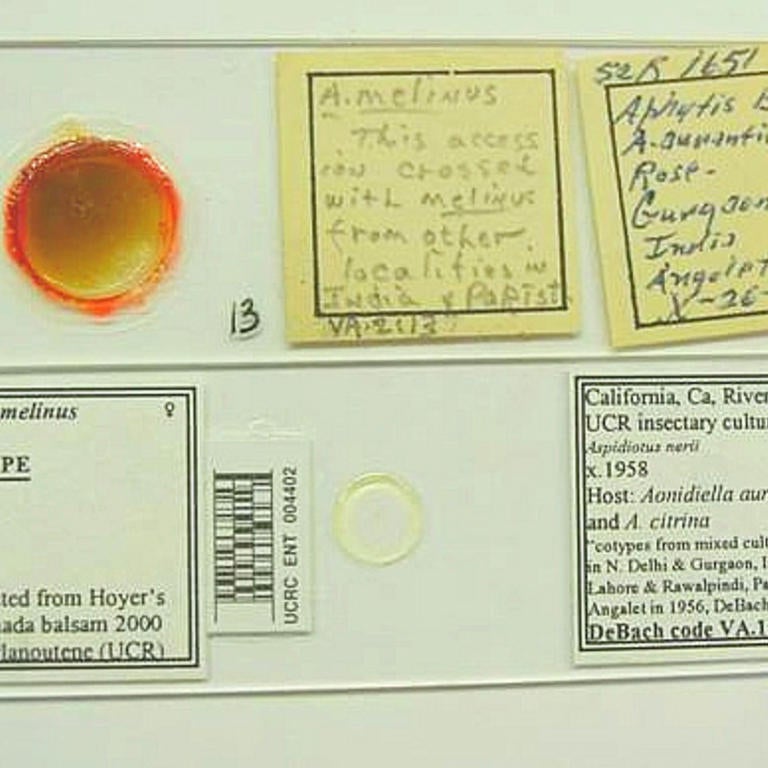 13
A. melinus
This access
ion crossed
with melinus
from other
localities in
India & Pakist
VA-2113
S2R 1651
Aphytis
A. auranti
Rose-
Gurgaon
India
Angalet
X-26-
melinus ♀
PE
ted from Hoyer's
nada balsam 2000
lanoutene (UCR)
UCRC ENT 004402
California, Ca, River
UCR insectary cultu
Aspidiotus nerii
x.1958
Host: Aonidiella aur
and A. citrina
"cotypes from mixed cult
in N. Delhi & Gurgaon, I
Lahore & Rawalpindi, Pa
Angalet in 1956, DeBach
DeBach code VA.1